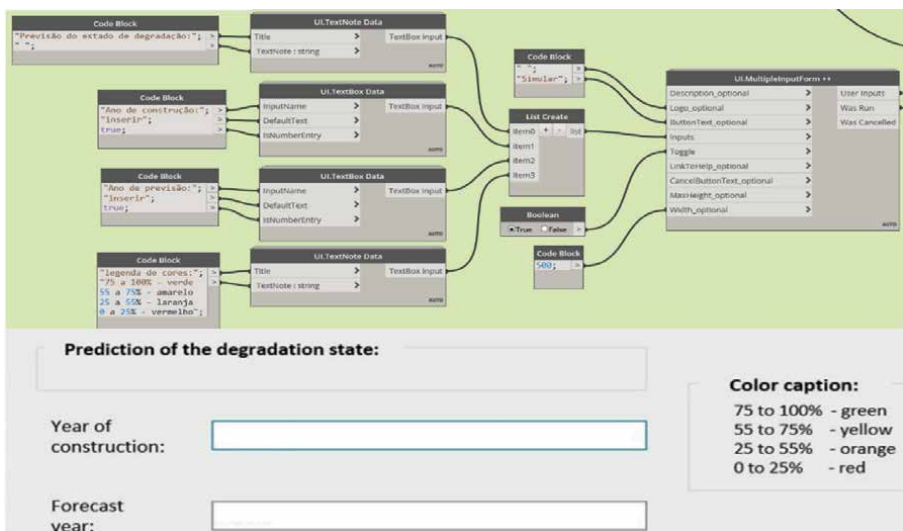 Code Block
"Previsão do estado de degradação:"; >
" "; >
UI.TextNote Data
Title > TextBox input
TextNote : string >
AUTO
Code Block
"Ano de construção:"; >
"inserir"; >
true; >
UI.TextBox Data
InputName > TextBox input
DefaultText >
IsNumberEntry >
AUTO
Code Block
"Ano de previsão:"; >
"inserir"; >
true; >
UI.TextBox Data
InputName > TextBox input
DefaultText >
IsNumberEntry >
AUTO
Code Block
"legenda de cores:"; >
"75 a 100% - verde >
55 a 75% - amarelo
25 a 55% - laranja
0 a 25% - vermelho";
UI.TextNote Data
Title > TextBox input
TextNote : string >
AUTO
Code Block
" "; >
"Simular"; >
List Create
item0 + - list
item1
item2
item3
Boolean
True False >
Code Block
500; >
UI.MultipleInputForm ++
Description_optional > User Inputs
Logo_optional > Was Run
ButtonText_optional > Was Cancelled
Inputs >
Toggle >
LinkToHelp_optional >
CancelButtonText_optional >
MaxHeight_optional >
Width_optional >
AUTO
Prediction of the degradation state:
Year of
construction:
Forecast
year:
Color caption:
75 to 100% - green
55 to 75% - yellow
25 to 55% - orange
0 to 25% - red